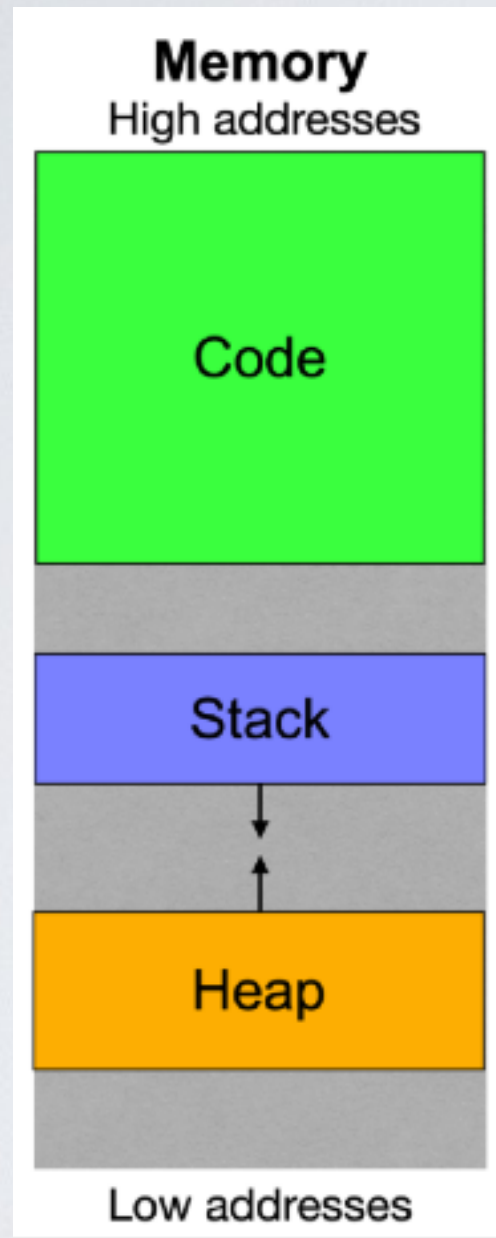 Memory
High addresses
Code
Stack
Heap
Low addresses